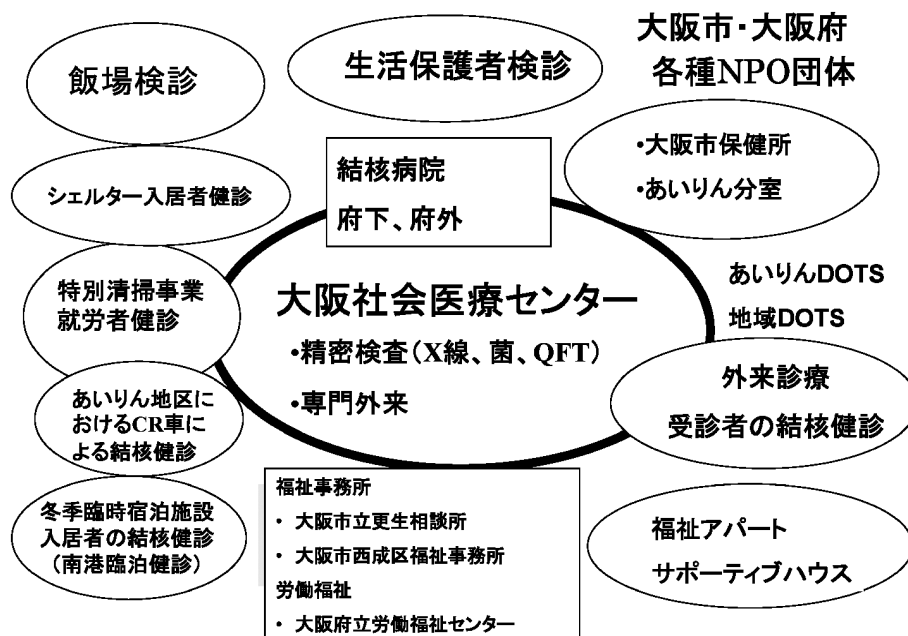 飯場検診
生活保護者検診
大阪市・大阪府
各種NPO団体
シェルター入居者健診
結核病院
府下、府外
・大阪市保健所
・あいりん分室
特別清掃事業
就労者健診
大阪社会医療センター
・精密検査(X線、菌、QFT)
・専門外来
あいりんDOTS
地域DOTS
あいりん地区に
おけるCR車に
よる結核健診
外来診療
受診者の結核健診
冬季臨時宿泊施設
入居者の結核健診
(南港臨泊健診)
福祉事務所
・ 大阪市立更生相談所
・ 大阪市西成区福祉事務所
労働福祉
・ 大阪府立労働福祉センター
福祉アパート
サポーティブハウス